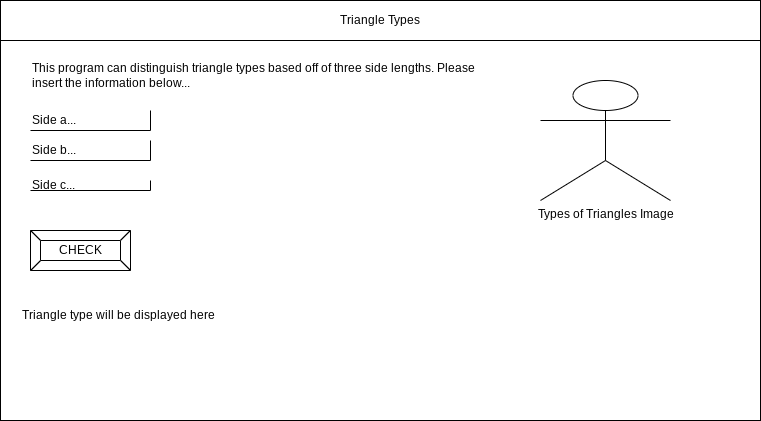 Triangle Types
This program can distinguish triangle types based off of three side lengths. Please
insert the information below...
Side a...
Side b...
Side c...
Types of Triangles Image
CHECK
Triangle type will be displayed here